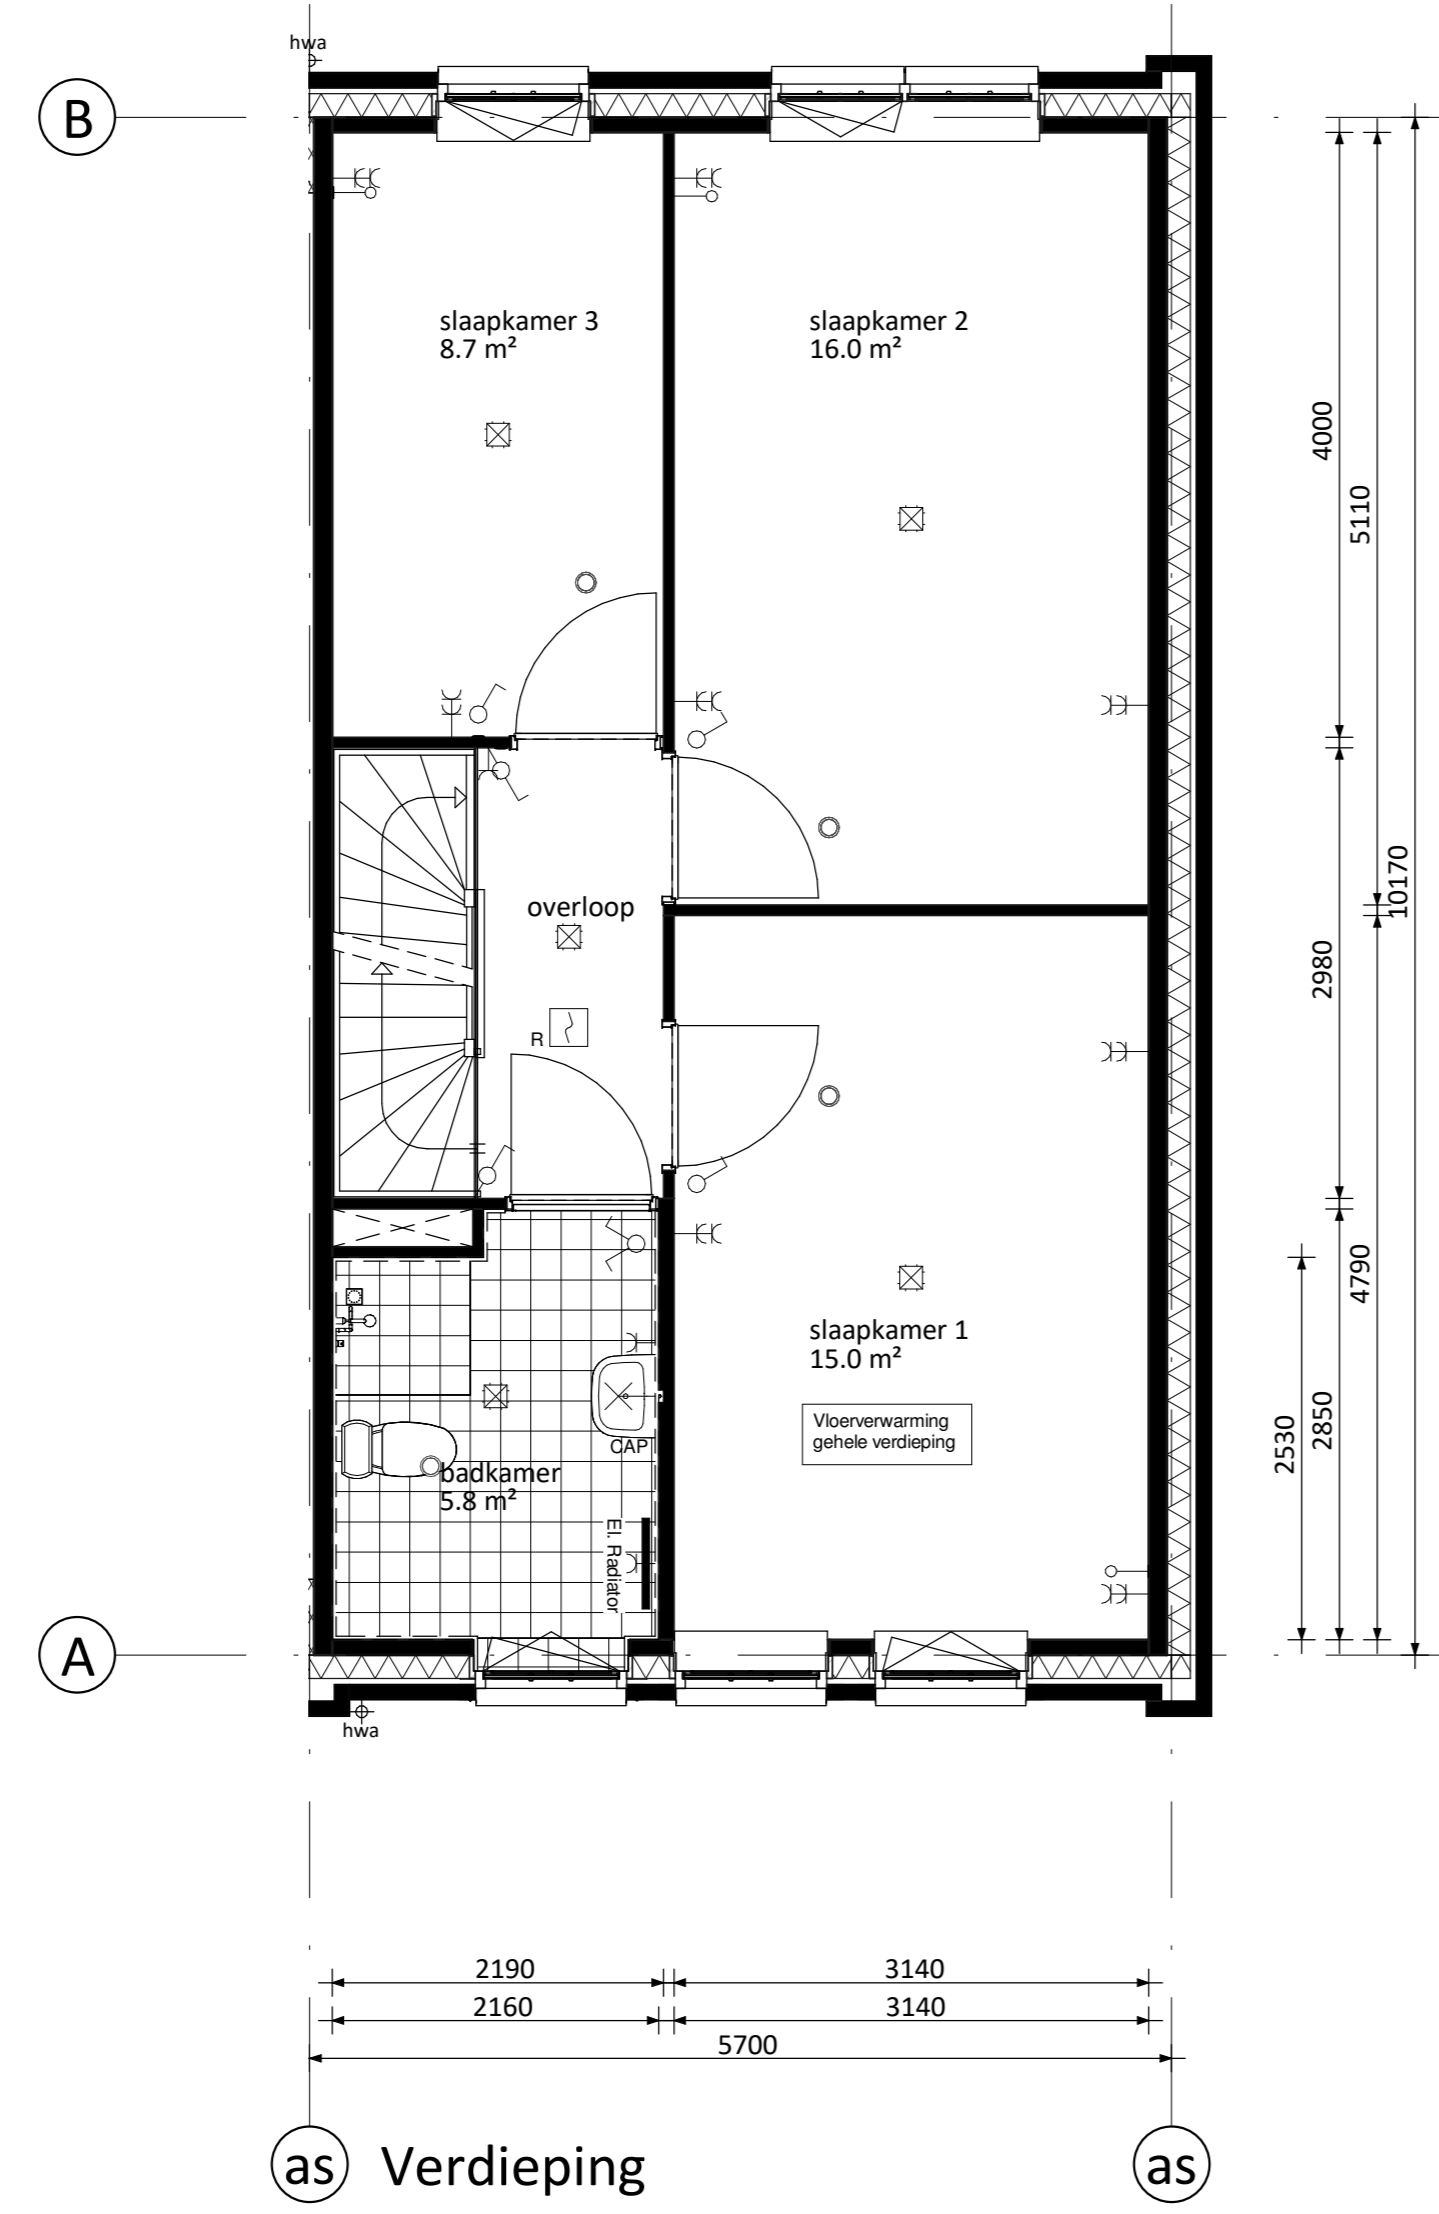 hwa
B
slaapkamer 3
8.7 m²
slaapkamer 2
16.0 m²
4000
5110
10170
overloop
2980
R
slaapkamer 1
15.0 m²
4790
2850
2530
Vloerverwarming
gehele verdieping
CAP
badkamer
5.8 m²
El. Radiator
A
hwa
2190
3140
2160
3140
5700
as
Verdieping
as